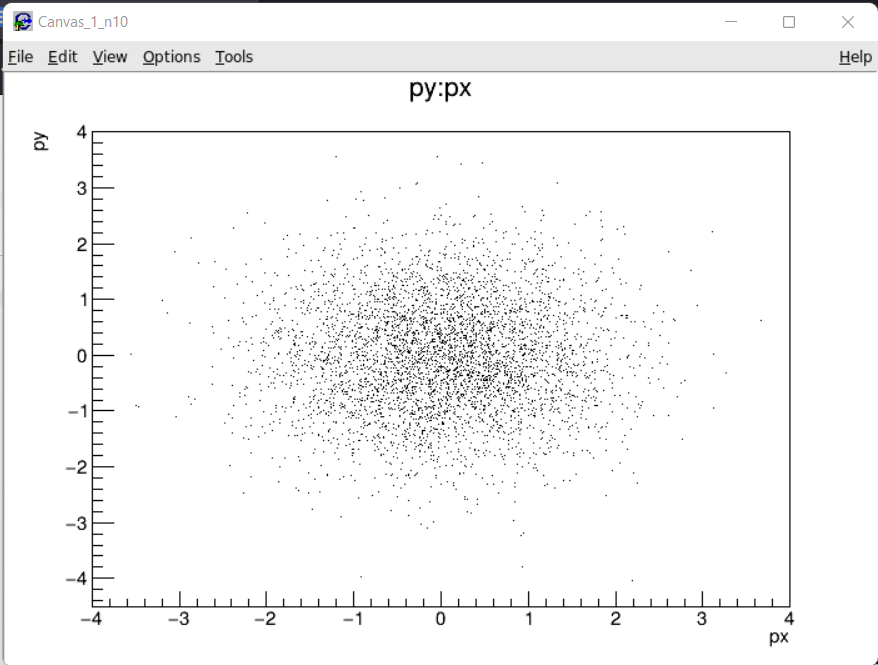 Canvas_1_n10
File Edit View Options Tools Help
py:px
py
4
3
2
1
0
−1
−2
−3
−4
−4 −3 −2 −1 0 1 2 3 4
px